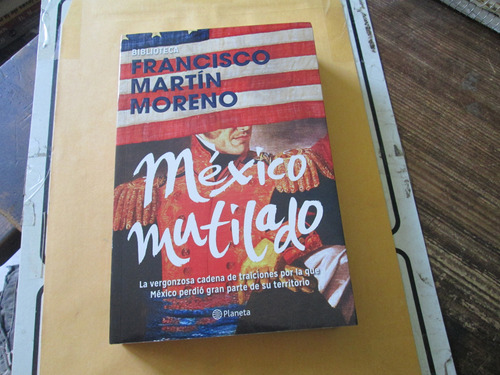 BIBLIOTECA
FRANCISCO
MARTÍN
MORENO
México
mutilado
La vergonzosa cadena de traiciones por la que
México perdió gran parte de su territorio
Planeta